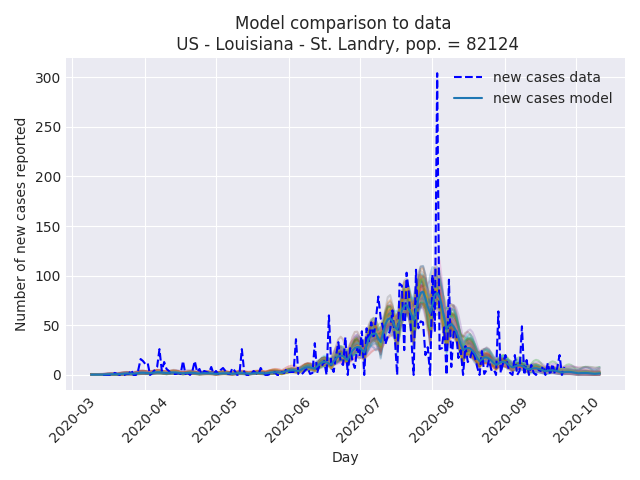 Model comparison to data
US - Louisiana - St. Landry, pop. = 82124
new cases data
new cases model
Number of new cases reported
300
250
200
150
100
50
0
2020-03
2020-04
2020-05
2020-06
2020-07
2020-08
2020-09
2020-10
Day